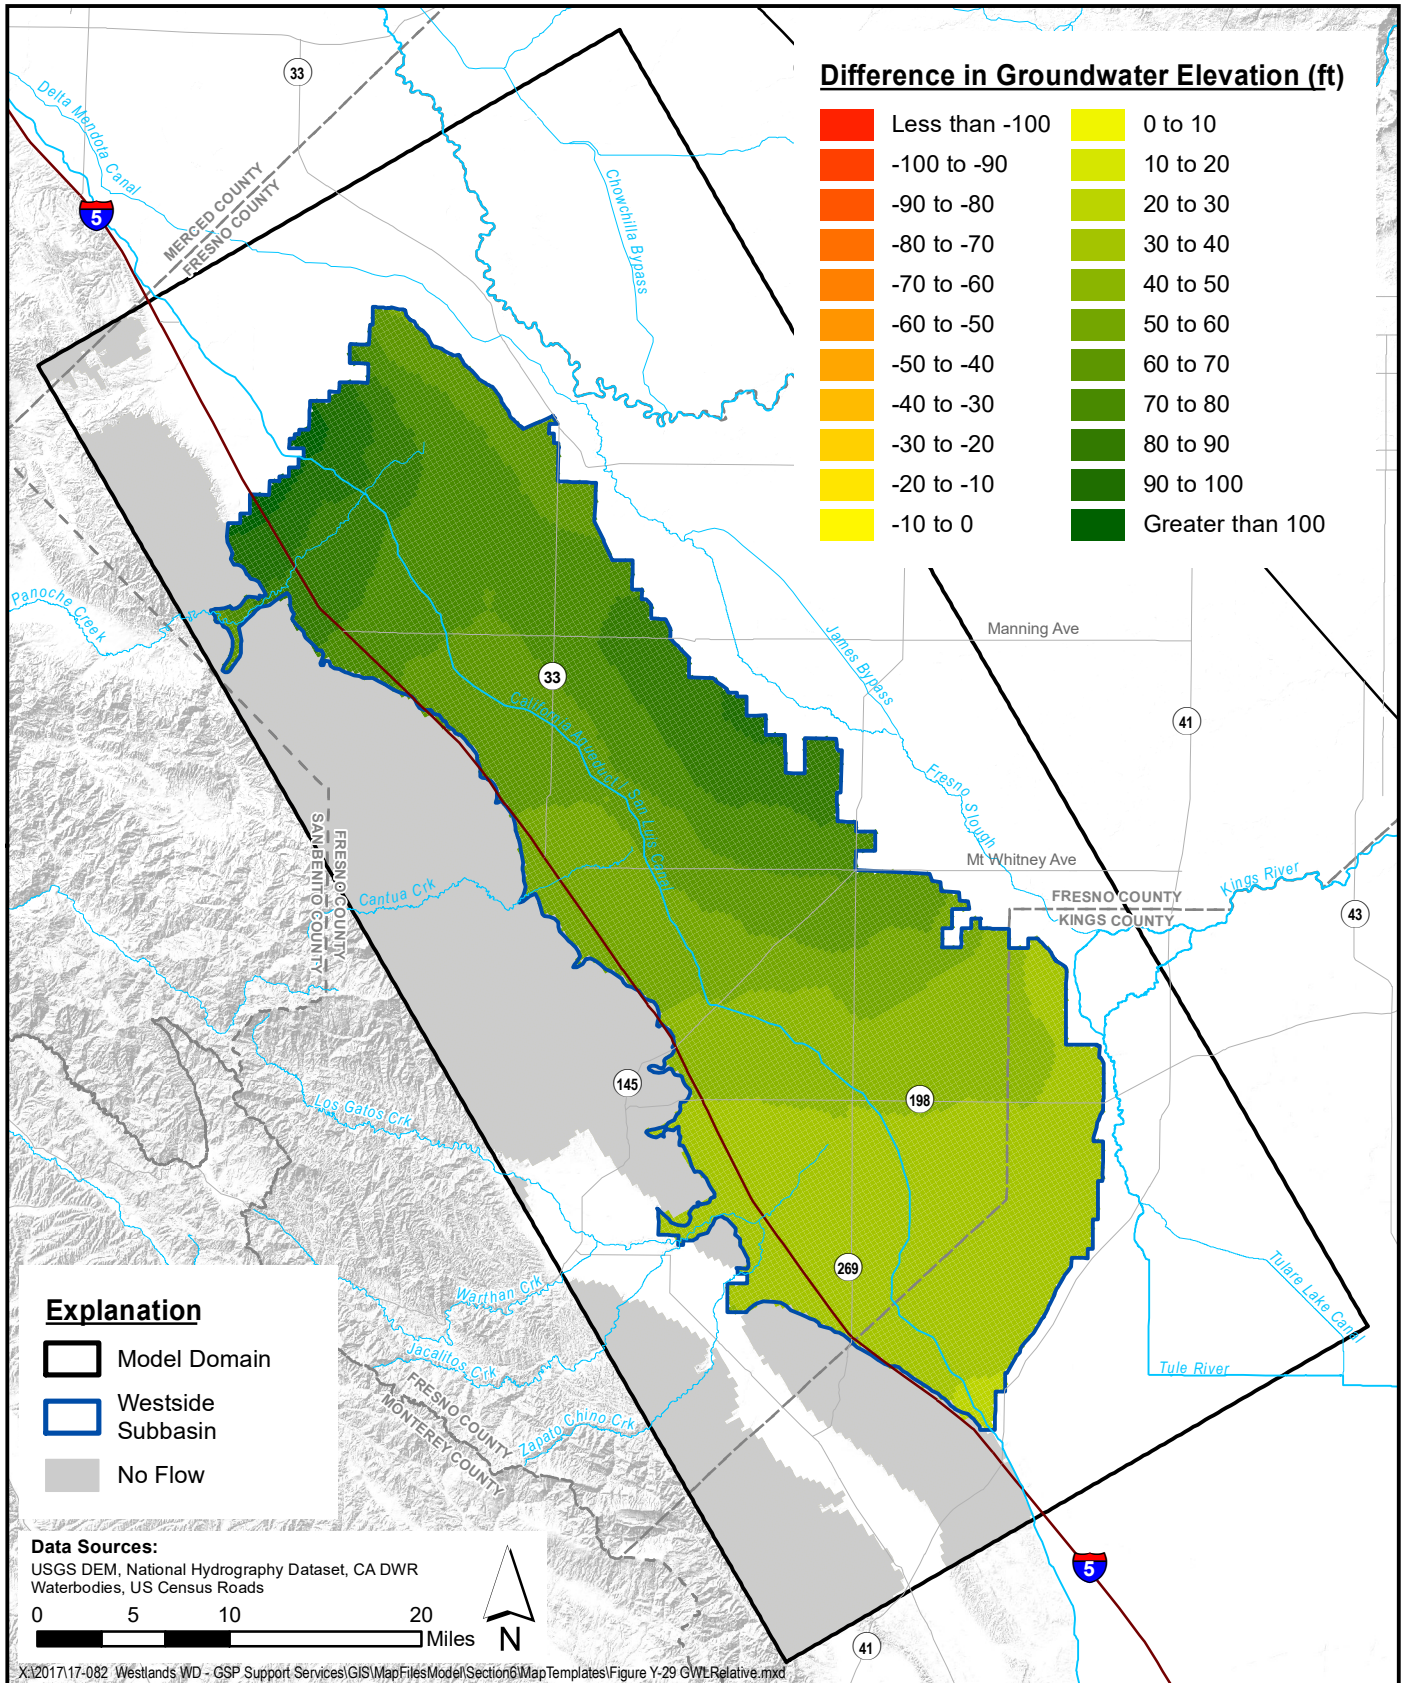 Difference in Groundwater Elevation (ft)
Less than -100
-100 to -90
-90 to -80
-80 to -70
-70 to -60
-60 to -50
-50 to -40
-40 to -30
-30 to -20
-20 to -10
-10 to 0
0 to 10
10 to 20
20 to 30
30 to 40
40 to 50
50 to 60
60 to 70
70 to 80
80 to 90
90 to 100
Greater than 100
33
Delta Mendota Canal
5
MERCED COUNTY
FRESNO COUNTY
Chowchilla Bypass
Panoche Creek
James Bypass
Manning Ave
33
California Aqueduct / San Luis Canal
41
Fresno Slough
SAN BENITO COUNTY
FRESNO COUNTY
Mt Whitney Ave
Cantua Crk
Kings River
FRESNO COUNTY
KINGS COUNTY
43
145
198
Los Gatos Crk
269
Warthan Crk
Jacalitos Crk
Zapato Chino Crk
FRESNO COUNTY
MONTEREY COUNTY
Tulare Lake Canal
Tule River
5
41
Explanation
Model Domain
Westside
Subbasin
No Flow
Data Sources:
USGS DEM, National Hydrography Dataset, CA DWR
Waterbodies, US Census Roads
0 5 10 20
Miles
N
X:\2017\17-082 Westlands WD - GSP Support Services\GIS\MapFilesModel\Section6\MapTemplates\Figure Y-29 GWLRelative.mxd